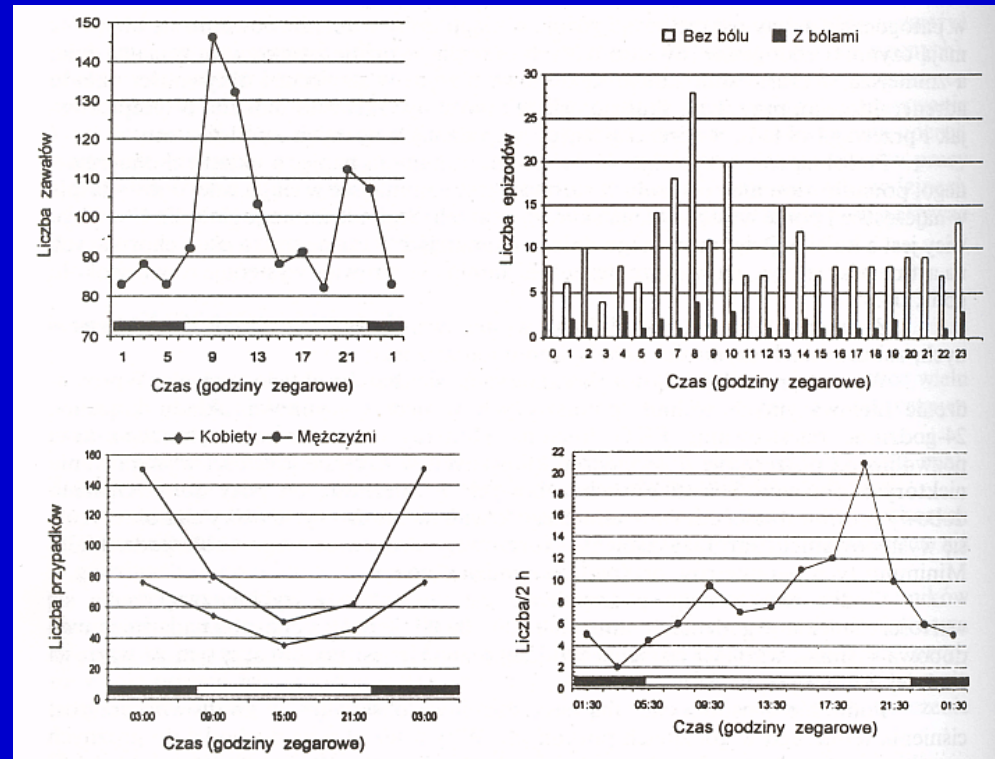 150
140
130
120
110
100
90
80
70
Liczba zawałów
1 5 9 13 17 21 1
Czas (godziny zegarowe)
Bez bólu Z bólami
30
25
20
15
10
5
0
Liczba epizodów
0 1 2 3 4 5 6 7 8 9 10 11 12 13 14 15 16 17 18 19 20 21 22 23
Czas (godziny zegarowe)
Kobiety Mężczyźni
160
140
120
100
80
60
40
20
0
Liczba przypadków
03:00 09:00 15:00 21:00 03:00
Czas (godziny zegarowe)
22
20
18
16
14
12
10
8
6
4
2
0
Liczba/2 h
01:30 05:30 09:30 13:30 17:30 21:30 01:30
Czas (godziny zegarowe)